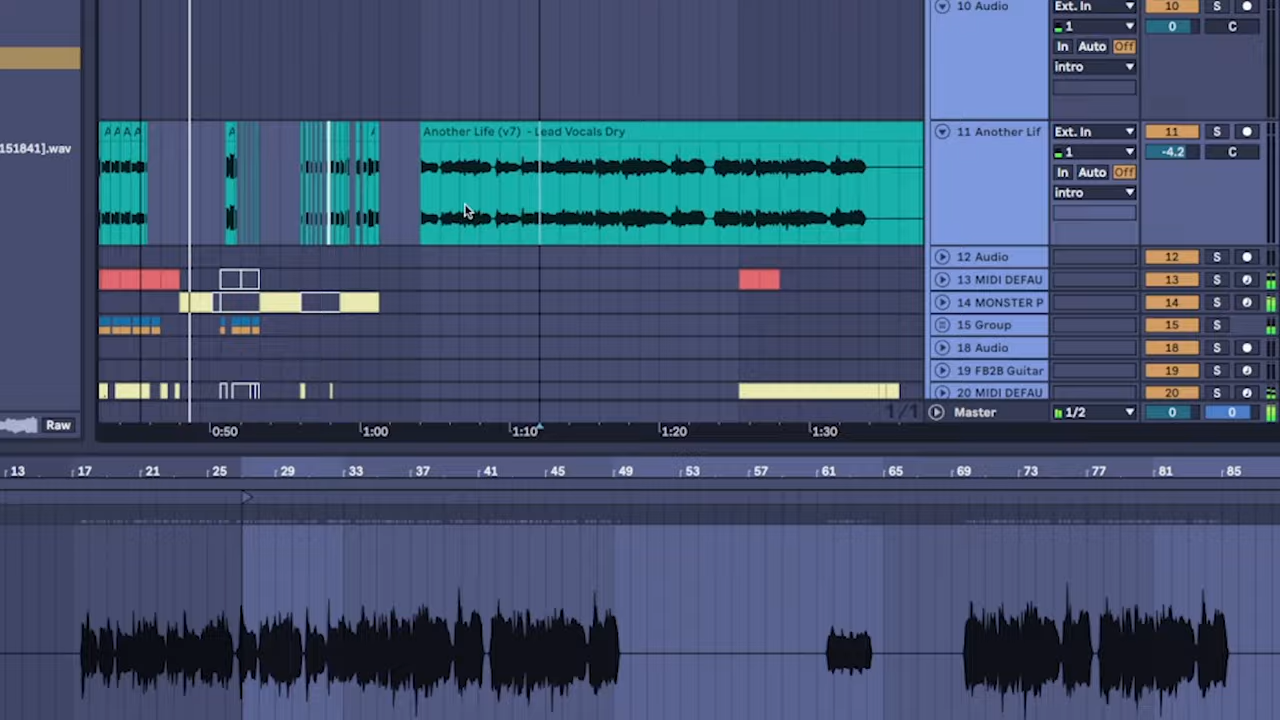 10 Audio Ext. In 10 S
1 0 C
In Auto Off
intro
A A A A A A Another Life (v7) - Lead Vocals Dry 11 Another Lif Ext. In 11 S
151841].wav 1 -4.2 C
In Auto Off
intro
12 Audio 12 S
13 MIDI DEFAU 13 S
14 MONSTER P 14 S
15 Group 15 S
18 Audio 18 S
19 FB2B Guitar 19 S
20 MIDI DEFAU 20 S
1/1 Master 1/2 0 0
Raw 0:50 1:00 1:10 1:20 1:30
13 17 21 25 29 33 37 41 45 49 53 57 61 65 69 73 77 81 85